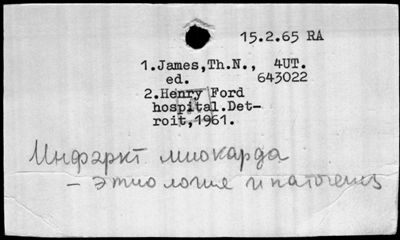 15.2.65 RA
1.James,Th.N., 4UT.
ed. 643022
2.Henry Ford
hospital.Det-
roit,1961.
Инфаркт миокарда
– этиология и патогенез